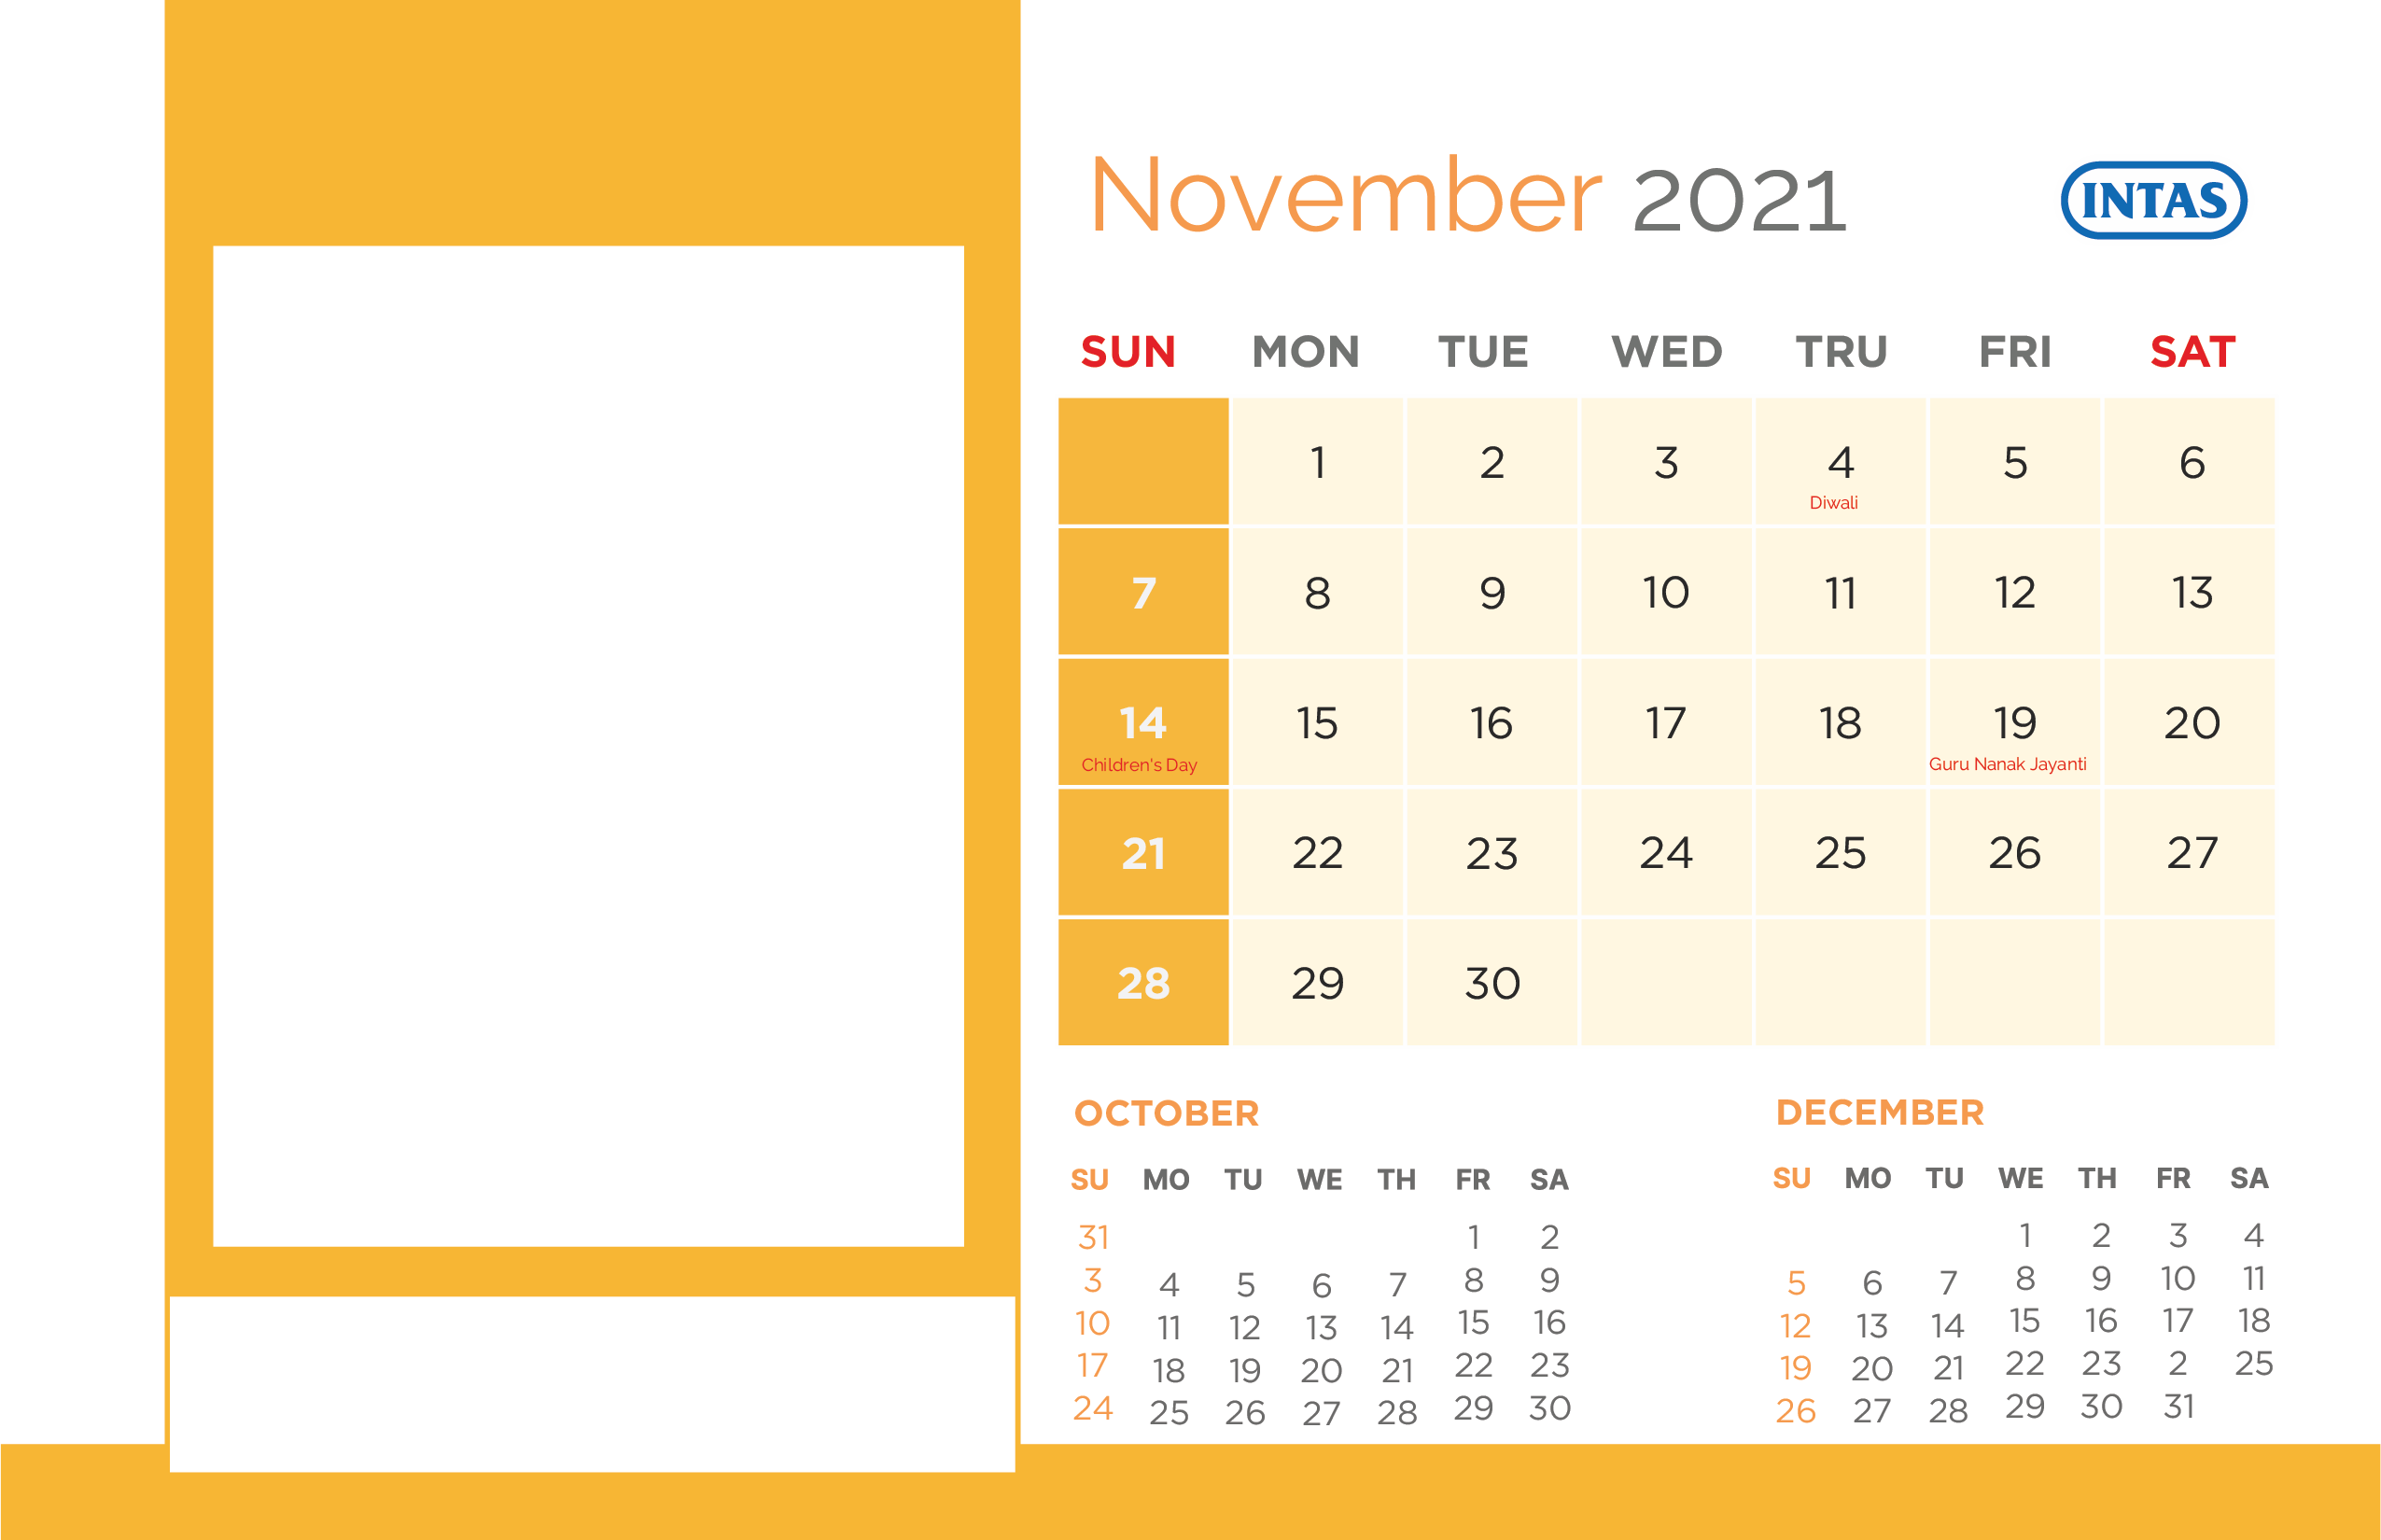 November 2021
INTAS
SUN MON TUE WED TRU FRI SAT
1 2 3 4 5 6
Diwali
7 8 9 10 11 12 13
14 15 16 17 18 19 20
Children's Day Guru Nanak Jayanti
21 22 23 24 25 26 27
28 29 30
OCTOBER
SU MO TU WE TH FR SA
31 1 2
3 4 5 6 7 8 9
10 11 12 13 14 15 16
17 18 19 20 21 22 23
24 25 26 27 28 29 30
DECEMBER
SU MO TU WE TH FR SA
1 2 3 4
5 6 7 8 9 10 11
12 13 14 15 16 17 18
19 20 21 22 23 2 25
26 27 28 29 30 31